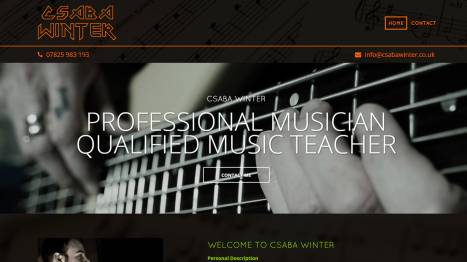 CSABA
WINTER
HOME CONTACT
07825 983 193
info@csabawinter.co.uk
CSABA WINTER
PROFESSIONAL MUSICIAN
QUALIFIED MUSIC TEACHER
CONTACT ME
WELCOME TO CSABA WINTER
Personal Description